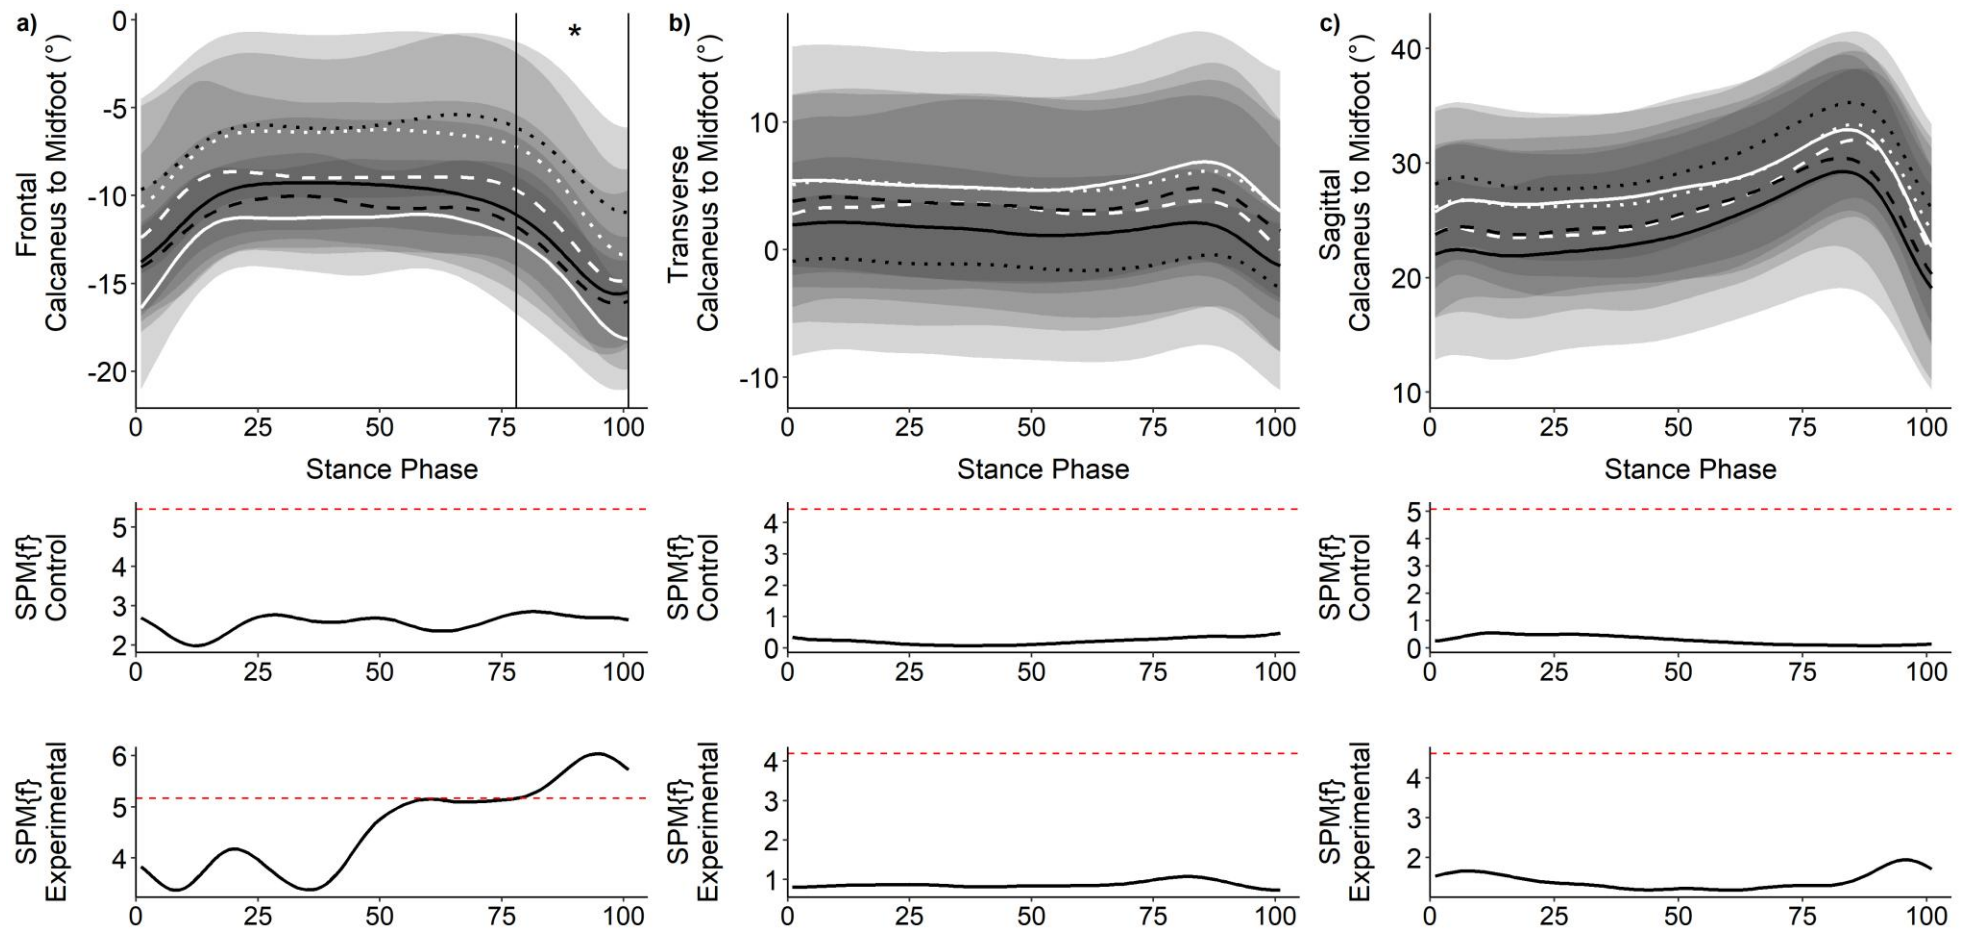 a)
Frontal
Calcaneus to Midfoot (°)
0
-5
-10
-15
-20
*
0 25 50 75 100
Stance Phase
b)
Transverse
Calcaneus to Midfoot (°)
10
0
-10
0 25 50 75 100
Stance Phase
c)
Sagittal
Calcaneus to Midfoot (°)
40
30
20
10
0 25 50 75 100
Stance Phase
SPM{f}
Control
5
4
3
2
0 25 50 75 100
SPM{f}
Control
4
3
2
1
0
0 25 50 75 100
SPM{f}
Control
5
4
3
2
1
0
0 25 50 75 100
SPM{f}
Experimental
6
5
4
0 25 50 75 100
SPM{f}
Experimental
4
3
2
1
0 25 50 75 100
SPM{f}
Experimental
4
3
2
0 25 50 75 100